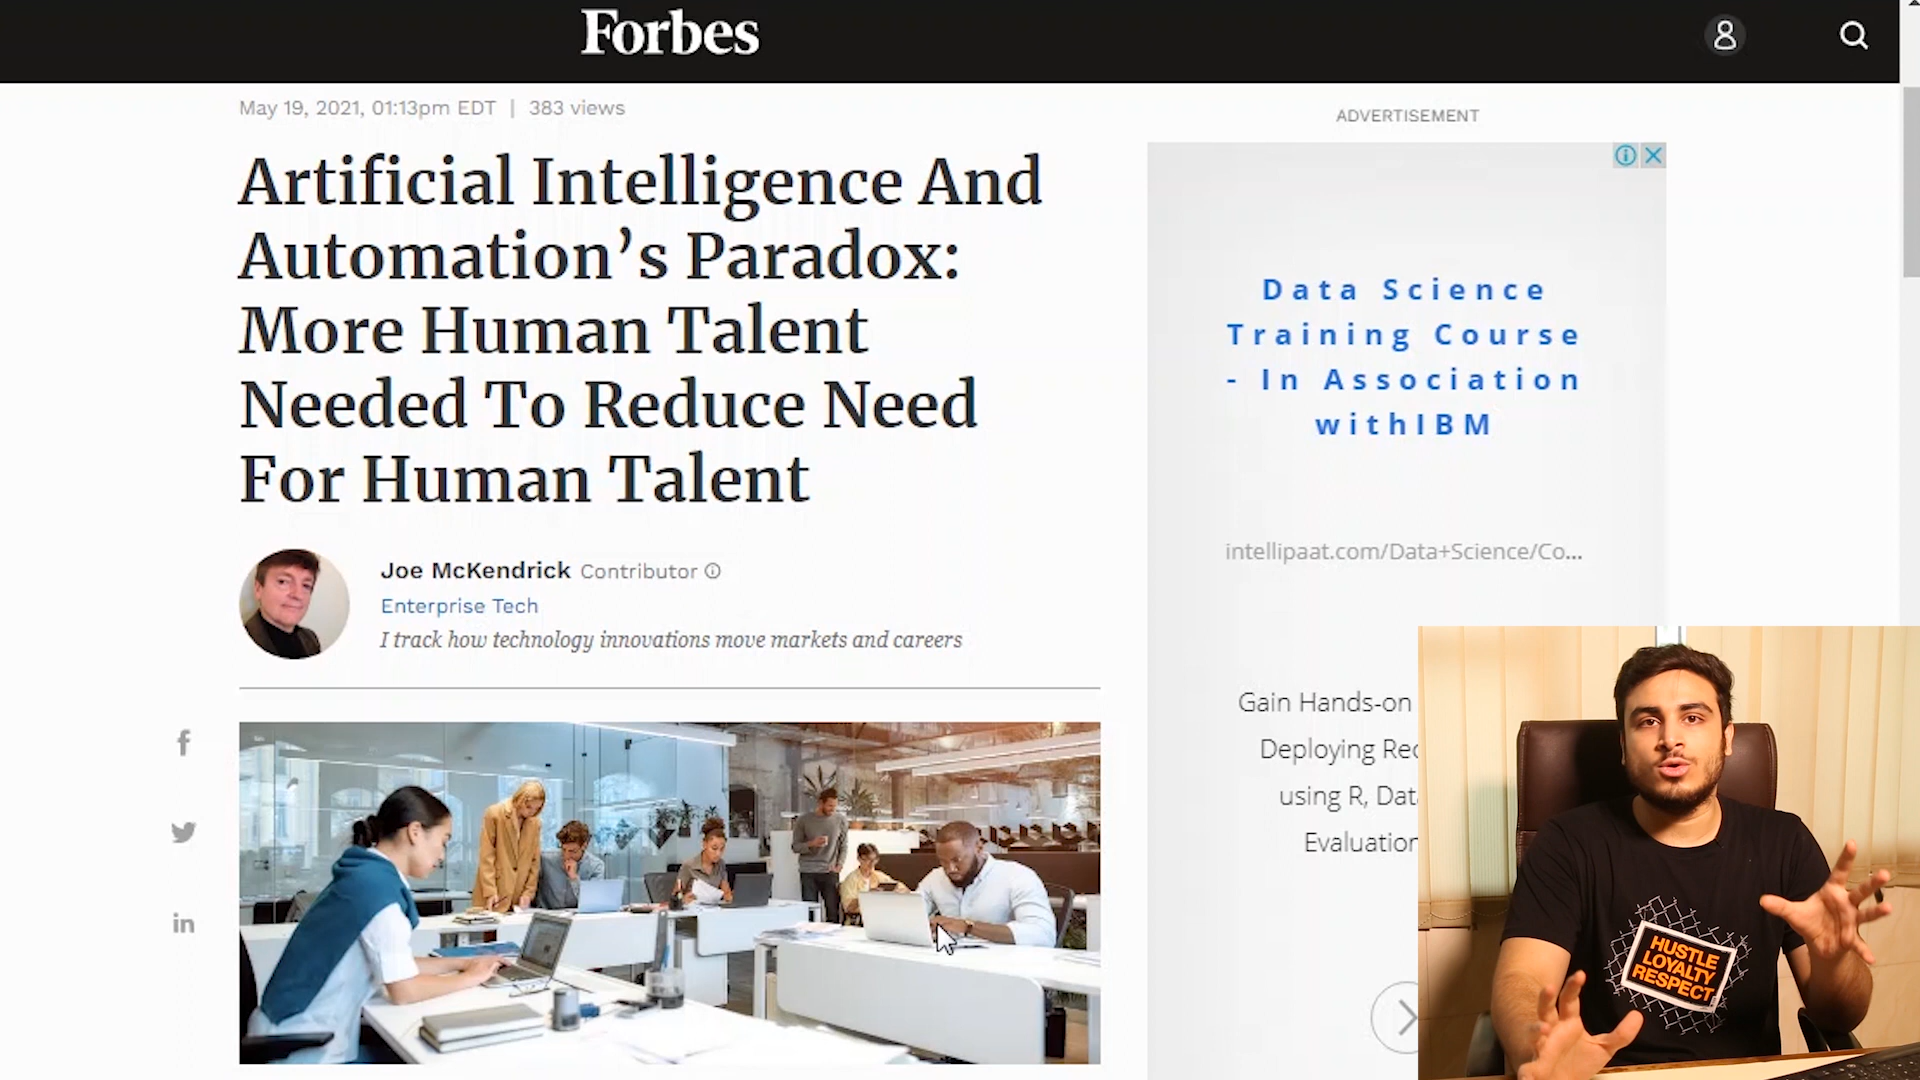 Forbes
May 19, 2021, 01:13pm EDT | 383 views
Artificial Intelligence And
Automation’s Paradox:
More Human Talent
Needed To Reduce Need
For Human Talent
Joe McKendrick Contributor
Enterprise Tech
I track how technology innovations move markets and careers
f
in
ADVERTISEMENT
Data Science
Training Course
- In Association
withIBM
intellipaat.com/Data+Science/Co...
Gain Hands-on
Deploying Rec
using R, Dat
Evaluation
HUSTLE
LOYALTY
RESPECT